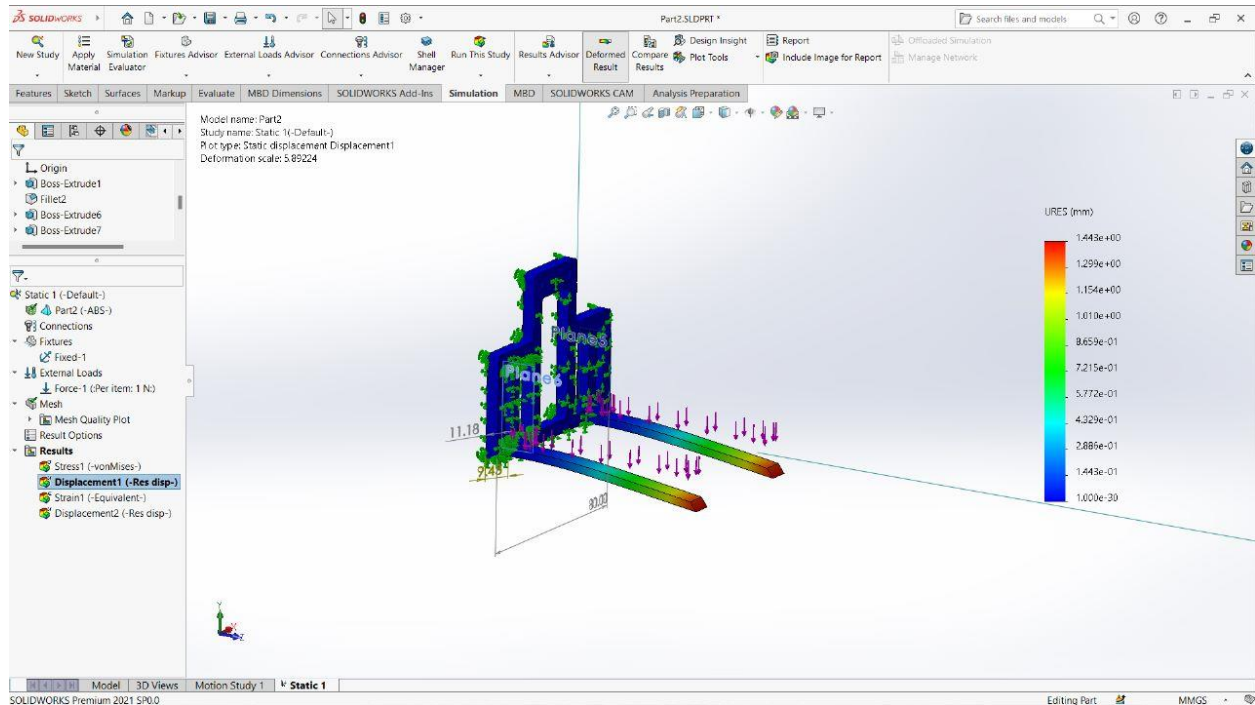 SOLIDWORKS
Part2.SLDPRT *
Search files and models
New Study
Apply Material
Simulation Evaluator
Fixtures Advisor
External Loads Advisor
Connections Advisor
Shell Manager
Run This Study
Results Advisor
Deformed Result
Compare Results
Design Insight
Plot Tools
Report
Include Image for Report
Offloaded Simulation
Manage Network
Features
Sketch
Surfaces
Markup
Evaluate
MBD Dimensions
SOLIDWORKS Add-Ins
Simulation
MBD
SOLIDWORKS CAM
Analysis Preparation
Origin
Boss-Extrude1
Fillet2
Boss-Extrude6
Boss-Extrude7
Static 1 (-Default-)
Part2 (-ABS-)
Connections
Fixtures
Fixed-1
External Loads
Force-1 (:Per item: 1 N:)
Mesh
Mesh Quality Plot
Result Options
Results
Stress1 (-vonMises-)
Displacement1 (-Res disp-)
Strain1 (-Equivalent-)
Displacement2 (-Res disp-)
Model name: Part2
Study name: Static 1(-Default-)
Plot type: Static displacement Displacement1
Deformation scale: 5.89224
Planes
Planes
11.18
9.48
80.00
URES (mm)
1.443e+00
1.299e+00
1.154e+00
1.010e+00
8.659e-01
7.215e-01
5.772e-01
4.329e-01
2.886e-01
1.443e-01
1.000e-30
Y
X
Z
Model
3D Views
Motion Study 1
Static 1
SOLIDWORKS Premium 2021 SP0.0
Editing Part
MMGS